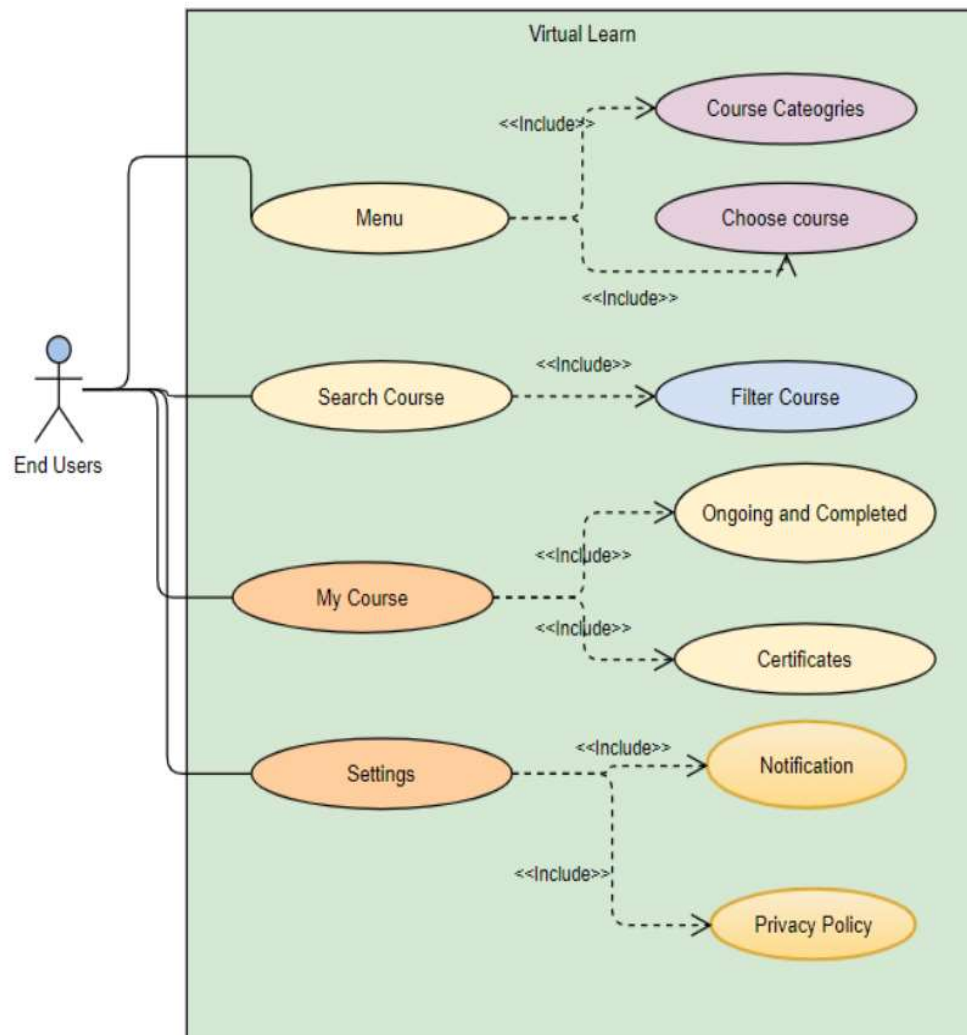 Virtual Learn
Course Cateogries
<<Include>>
Menu
Choose course
<<Include>>
<<Include>>
Search Course
Filter Course
End Users
Ongoing and Completed
<<Include>>
My Course
<<Include>>
Certificates
<<Include>>
Notification
Settings
<<Include>>
Privacy Policy